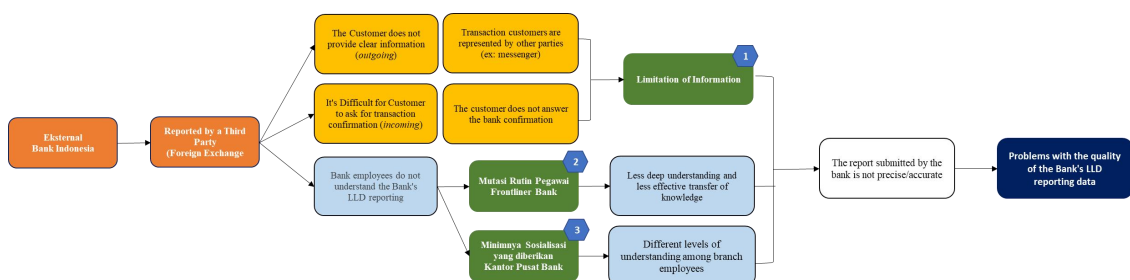 Eksternal
Bank Indonesia
Reported by a Third
Party
(Foreign Exchange
The Customer does not
provide clear information
(outgoing)
Transaction customers are
represented by other parties
(ex: messenger)
It's Difficult for Customer
to ask for transaction
confirmation (incoming)
The customer does not answer
the bank confirmation
1
Limitation of Information
Bank employees do not
understand the Bank's
LLD reporting
2
Mutasi Rutin Pegawai
Frontliner Bank
Less deep understanding and
less effective transfer of
knowledge
3
Minimnya Sosialisasi
yang diberikan
Kantor Pusat Bank
Different levels of
understanding among branch
employees
The report submitted by the
bank is not precise/accurate
Problems with the quality
of the Bank's LLD
reporting data